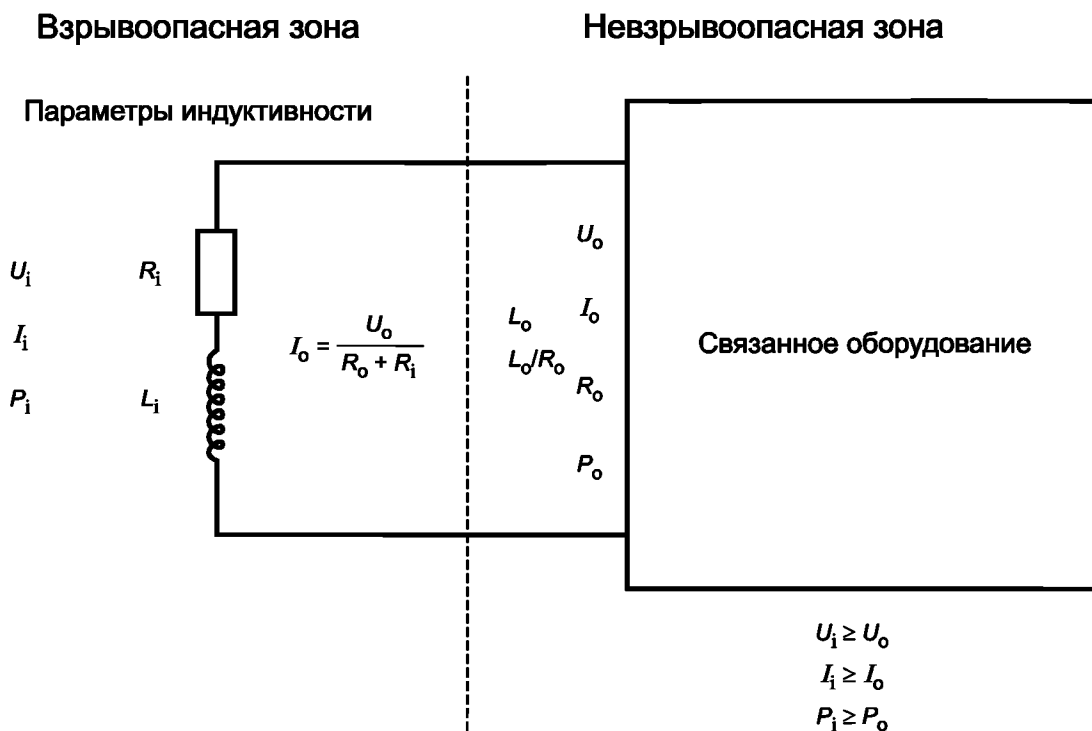 Взрывоопасная зона
Невзрывоопасная зона
Параметры индуктивности
Uᵢ
Rᵢ
Iᵢ
Pᵢ
Lᵢ
Iₒ = Uₒ / (Rₒ + Rᵢ)
Lₒ
Lₒ/Rₒ
Uₒ
Iₒ
Rₒ
Pₒ
Связанное оборудование
Uᵢ ≥ Uₒ
Iᵢ ≥ Iₒ
Pᵢ ≥ Pₒ